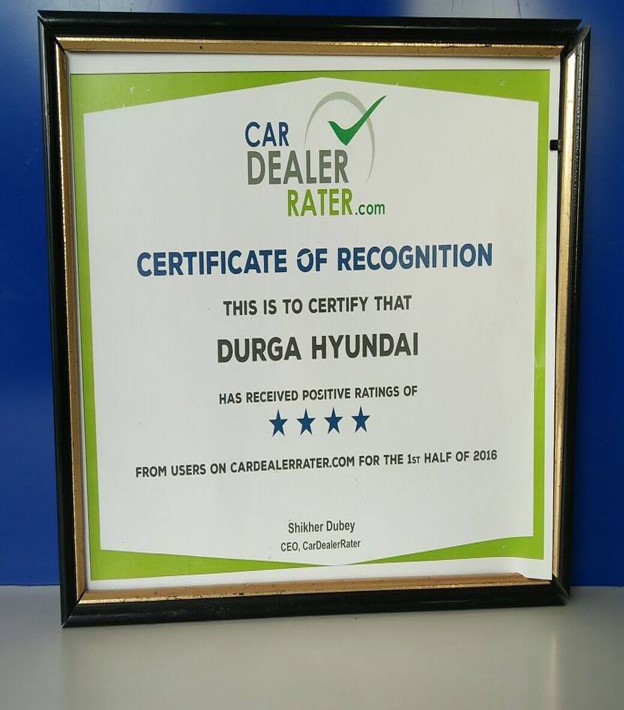 CAR
DEALER
RATER.com
CERTIFICATE OF RECOGNITION
THIS IS TO CERTIFY THAT
DURGA HYUNDAI
HAS RECEIVED POSITIVE RATINGS OF
FROM USERS ON CARDEALERRATER.COM FOR THE 1ST HALF OF 2016
Shikher Dubey
CEO, CarDealerRater